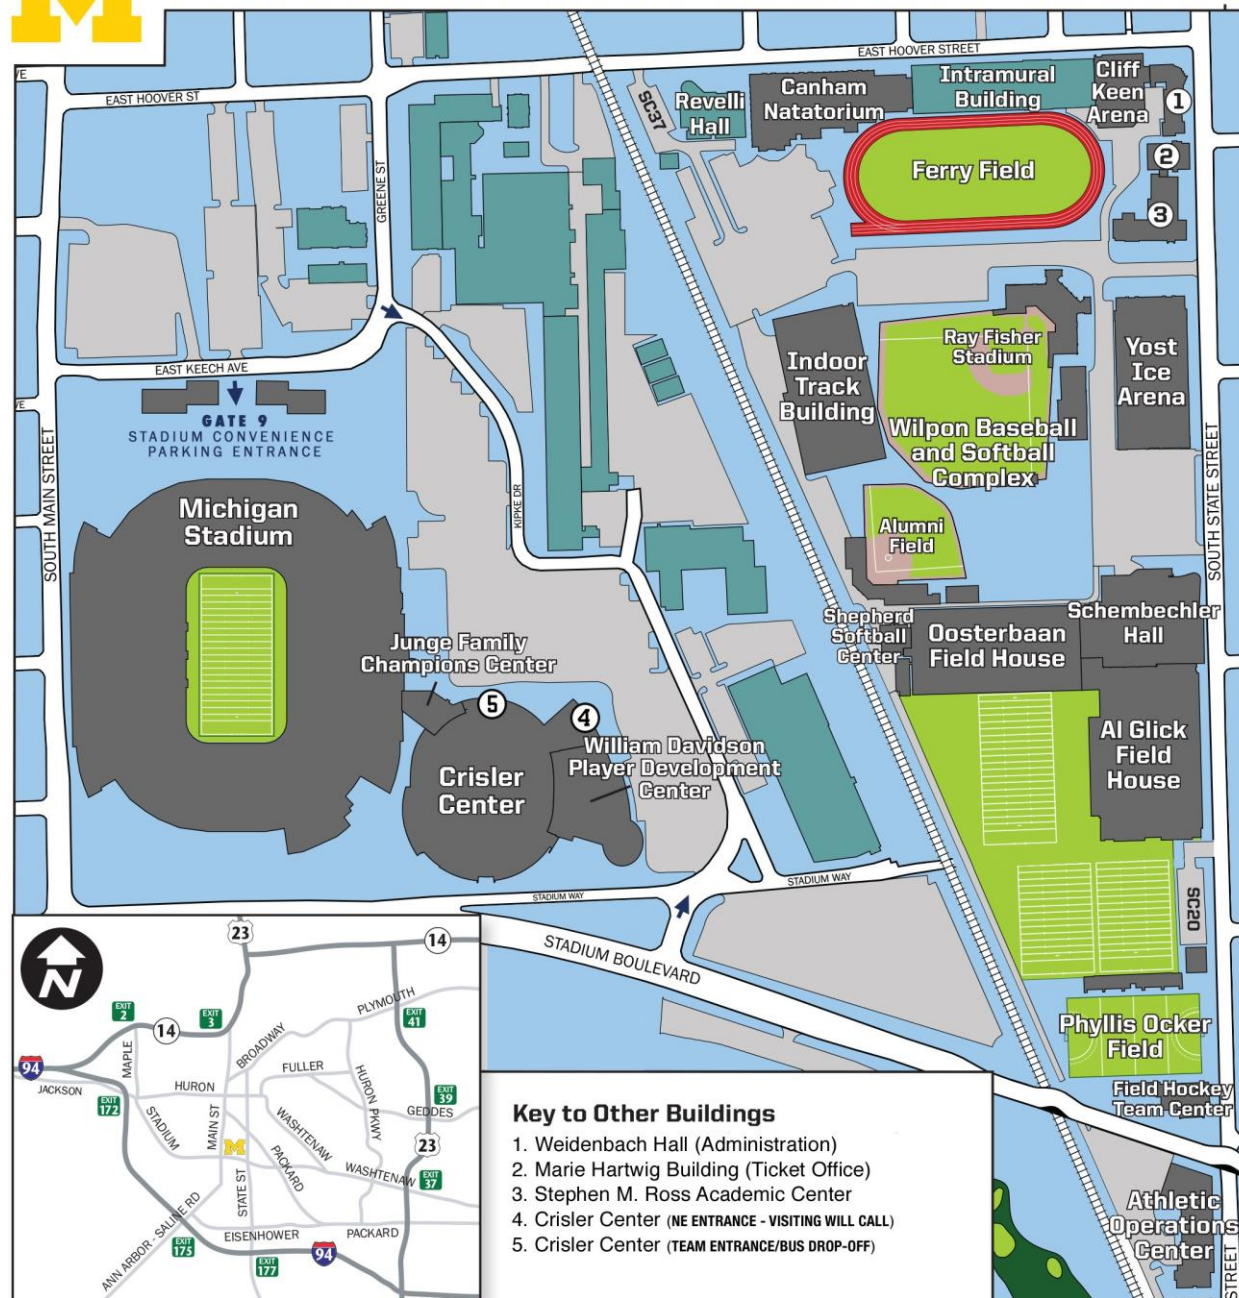 M
EAST HOOVER STREET
EAST HOOVER ST
SC37
Revelli
Hall
Canham
Natatorium
Intramural
Building
Cliff
Keen
Arena
1
2
3
Ferry Field
GREENE ST
EAST KEECH AVE
GATE 9
STADIUM CONVENIENCE
PARKING ENTRANCE
SOUTH MAIN STREET
KIPKE DR
Indoor
Track
Building
Ray Fisher
Stadium
Wilpon Baseball
and Softball
Complex
Yost
Ice
Arena
SOUTH STATE STREET
Michigan
Stadium
Alumni
Field
Shepherd
Softball
Center
Oosterbaan
Field House
Schembechler
Hall
Junge Family
Champions Center
5
4
William Davidson
Player Development
Center
Crisler
Center
Al Glick
Field
House
STADIUM WAY
STADIUM WAY
SC20
STADIUM BOULEVARD
Phyllis Ocker
Field
Field Hockey
Team Center
Athletic
Operations
Center
STREET
N
23
14
PLYMOUTH
EXIT
2
14
EXIT
3
EXIT
41
BROADWAY
MAPLE
94
JACKSON
EXIT
172
HURON
FULLER
HURON PKWY
EXIT
39
GEDDES
STADIUM
MAIN ST
M
WASHTENAW
PACKARD
WASHTENAW
23
EXIT
37
STATE ST
ANN ARBOR - SALINE RD
EXIT
175
EISENHOWER
PACKARD
94
EXIT
177
Key to Other Buildings
1. Weidenbach Hall (Administration)
2. Marie Hartwig Building (Ticket Office)
3. Stephen M. Ross Academic Center
4. Crisler Center (NE ENTRANCE - VISITING WILL CALL)
5. Crisler Center (TEAM ENTRANCE/BUS DROP-OFF)